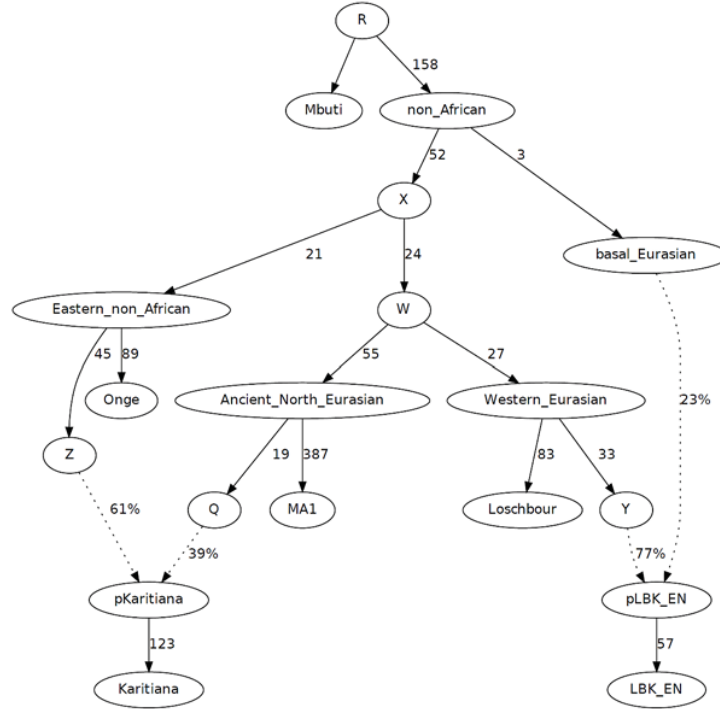 R
158
Mbuti
non_African
52
3
X
basal_Eurasian
21
24
Eastern_non_African
W
45
89
55
27
Onge
Ancient_North_Eurasian
Western_Eurasian
23%
Z
19
387
83
33
61%
Q
MA1
Loschbour
Y
39%
77%
pKaritiana
pLBK_EN
123
57
Karitiana
LBK_EN